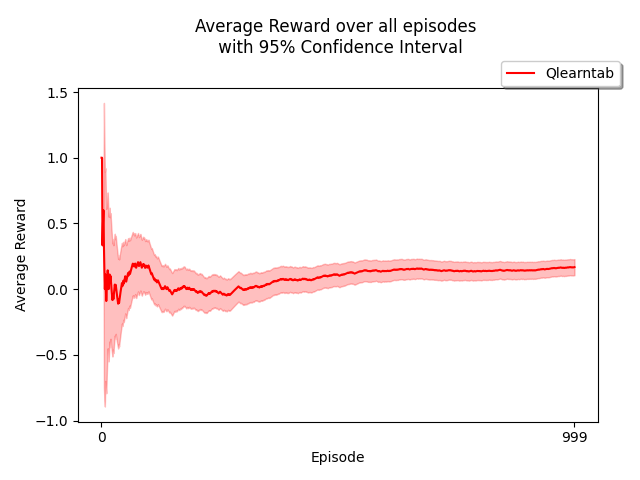 Average Reward over all episodes
with 95% Confidence Interval
Qlearntab
1.5
1.0
0.5
0.0
−0.5
−1.0
Average Reward
0
999
Episode